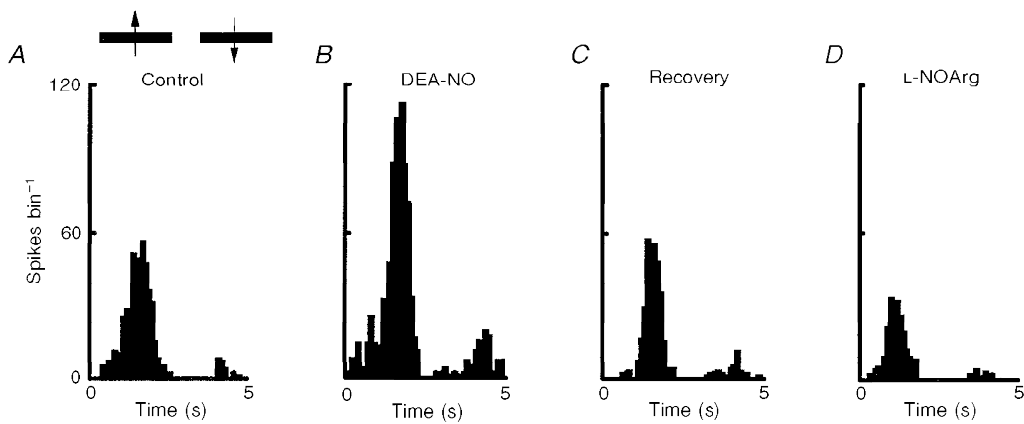 A
B
C
D
Control
DEA-NO
Recovery
L-NOArg
Spikes bin⁻¹
120
60
0
0
5
0
5
0
5
0
5
Time (s)
Time (s)
Time (s)
Time (s)